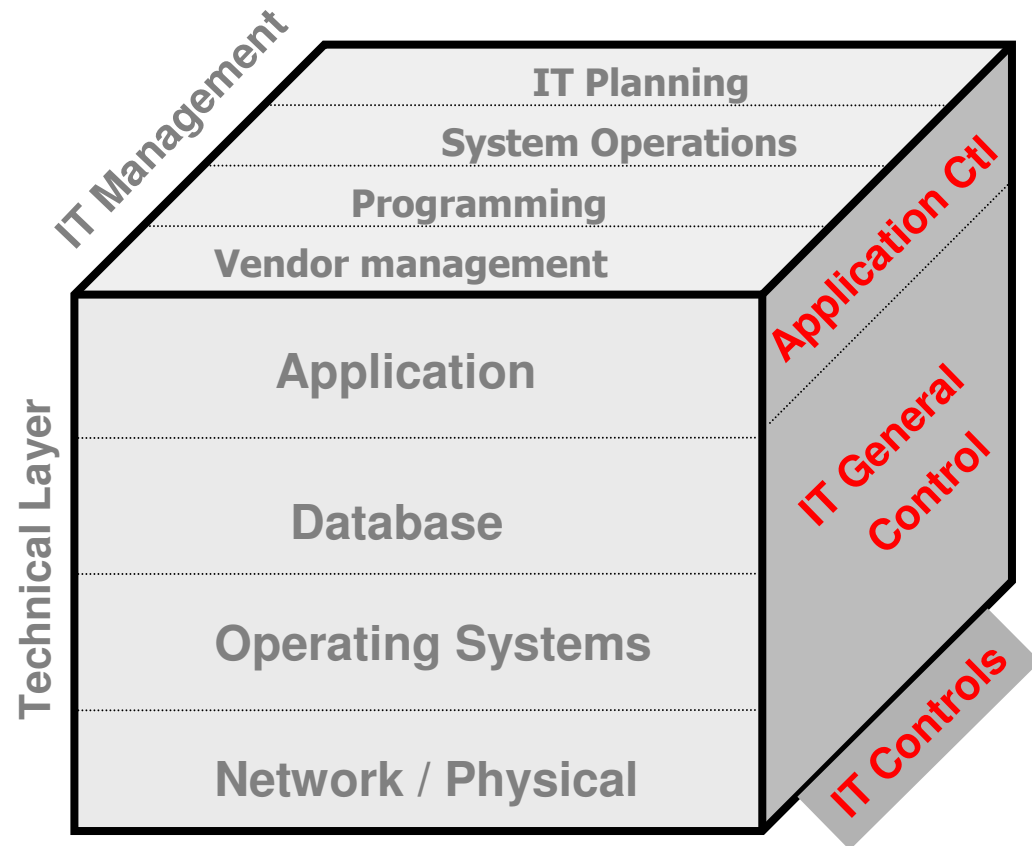 IT Management
IT Planning
System Operations
Programming
Vendor management
Technical Layer
Application
Database
Operating Systems
Network / Physical
Application Ctl
IT General
Control
IT Controls